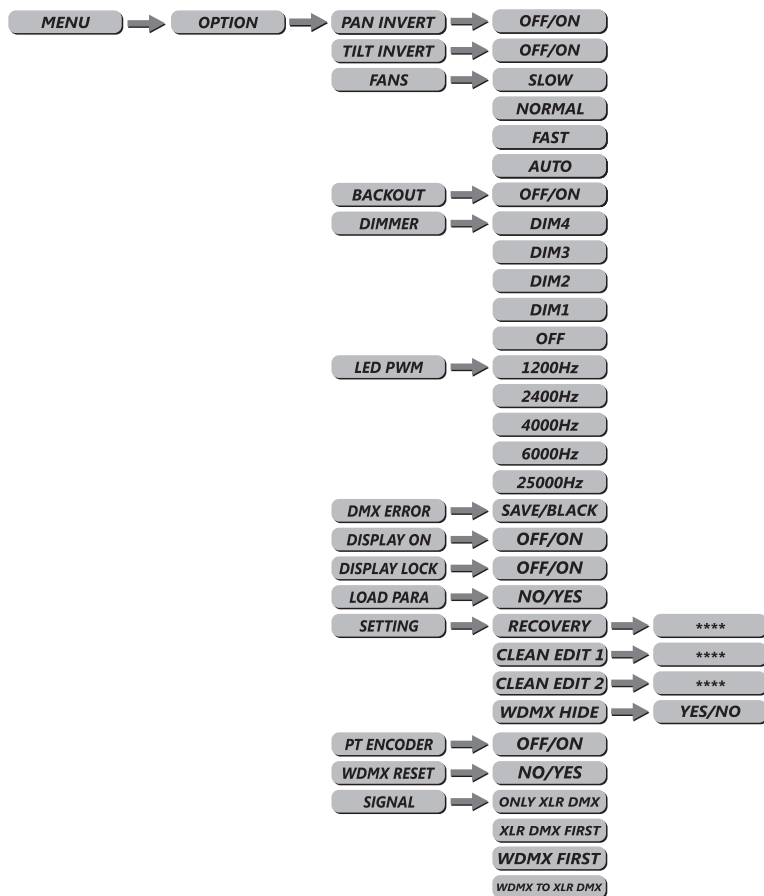 MENU OPTION PAN INVERT OFF/ON
TILT INVERT OFF/ON
FANS SLOW
NORMAL
FAST
AUTO
BACKOUT OFF/ON
DIMMER DIM4
DIM3
DIM2
DIM1
OFF
LED PWM 1200Hz
2400Hz
4000Hz
6000Hz
25000Hz
DMX ERROR SAVE/BLACK
DISPLAY ON OFF/ON
DISPLAY LOCK OFF/ON
LOAD PARA NO/YES
SETTING RECOVERY ****
CLEAN EDIT 1 ****
CLEAN EDIT 2 ****
WDMX HIDE YES/NO
PT ENCODER OFF/ON
WDMX RESET NO/YES
SIGNAL ONLY XLR DMX
XLR DMX FIRST
WDMX FIRST
WDMX TO XLR DMX